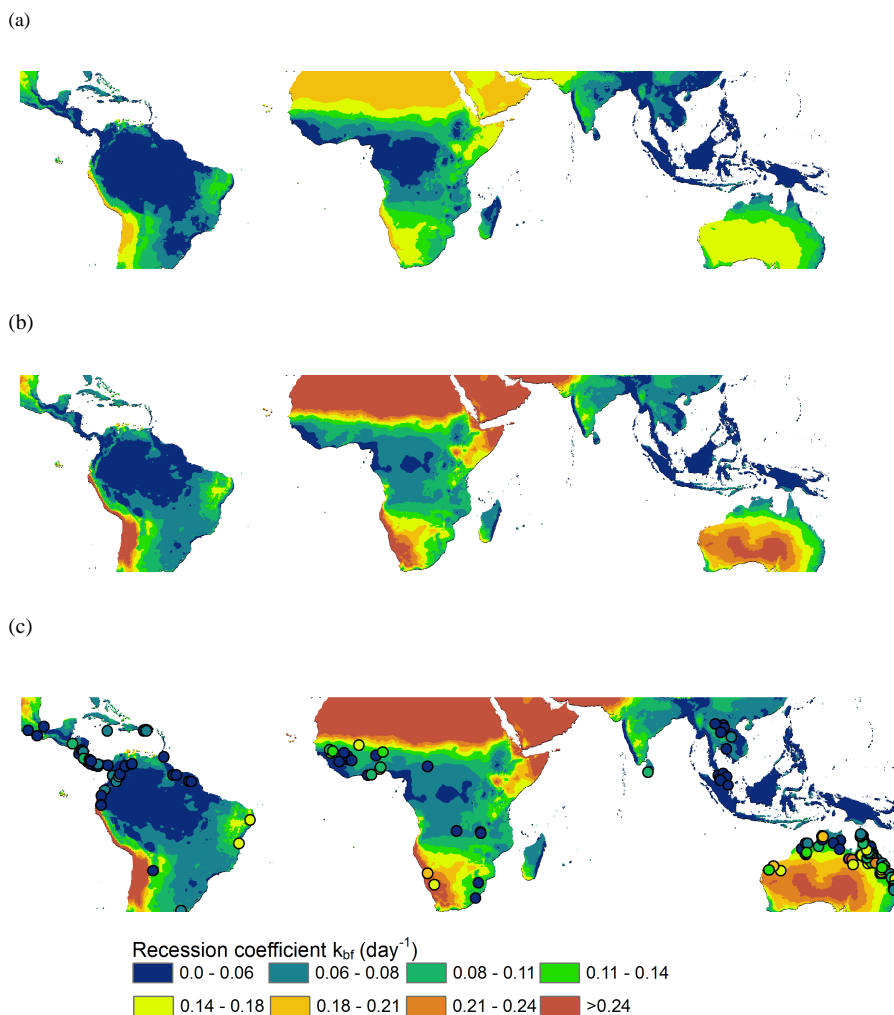 (a)
(b)
(c)
Recession coefficient k_bf (day⁻¹)
0.0 - 0.06 0.06 - 0.08 0.08 - 0.11 0.11 - 0.14
0.14 - 0.18 0.18 - 0.21 0.21 - 0.24 >0.24